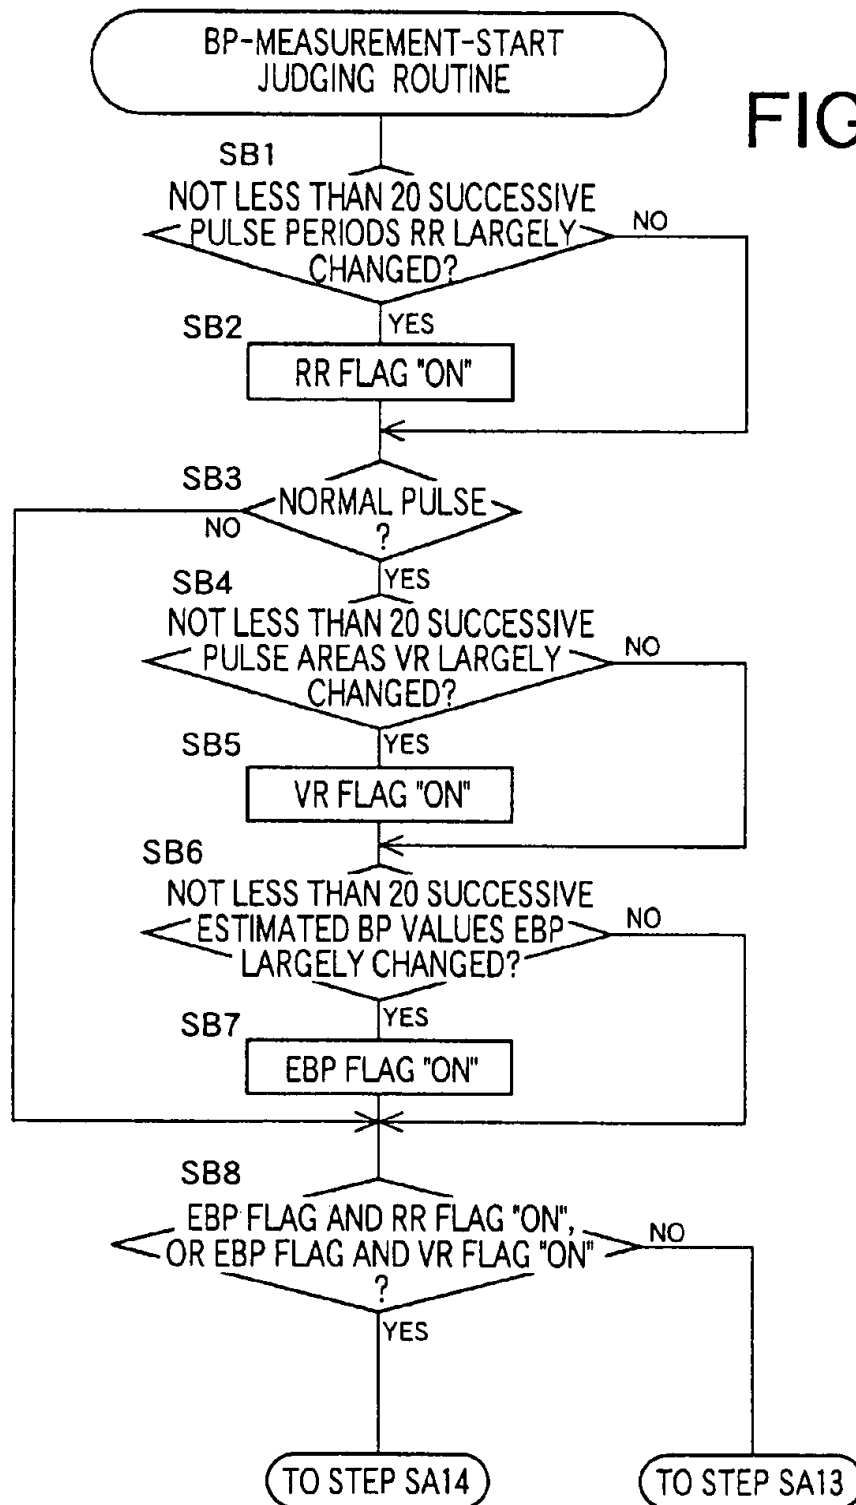 BP-MEASUREMENT-START
JUDGING ROUTINE
FIG
SB1
NOT LESS THAN 20 SUCCESSIVE
PULSE PERIODS RR LARGELY
CHANGED?
NO
YES
SB2
RR FLAG "ON"
SB3
NORMAL PULSE
?
NO
YES
SB4
NOT LESS THAN 20 SUCCESSIVE
PULSE AREAS VR LARGELY
CHANGED?
NO
YES
SB5
VR FLAG "ON"
SB6
NOT LESS THAN 20 SUCCESSIVE
ESTIMATED BP VALUES EBP
LARGELY CHANGED?
NO
YES
SB7
EBP FLAG "ON"
SB8
EBP FLAG AND RR FLAG "ON",
OR EBP FLAG AND VR FLAG "ON"
?
NO
YES
TO STEP SA14
TO STEP SA13